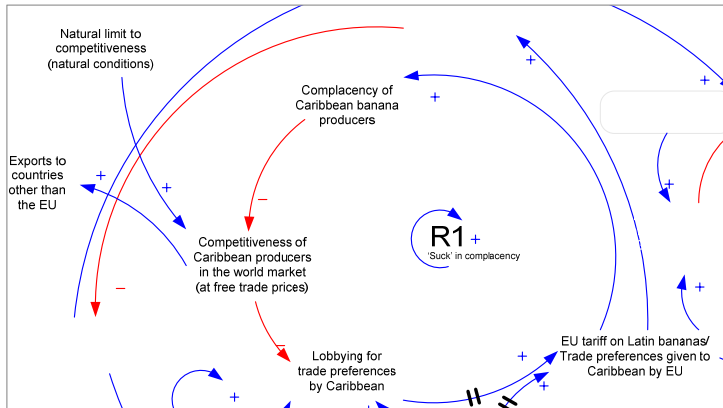 Natural limit to
competitiveness
(natural conditions)
Complacency of
Caribbean banana
producers
Exports to
countries
other than
the EU
Competitiveness of
Caribbean producers
in the world market
(at free trade prices)
R1
'Suck' in complacency
Lobbying for
trade preferences
by Caribbean
EU tariff on Latin bananas/
Trade preferences given to
Caribbean by EU